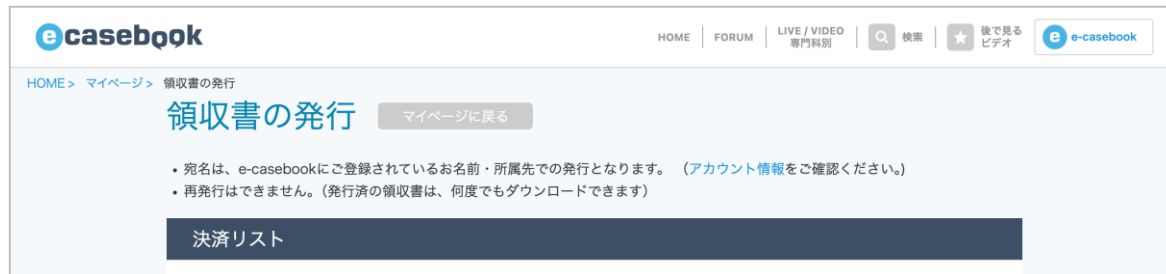 ecasebook
HOME
FORUM
LIVE / VIDEO
専門科別
検索
後で見る
ビデオ
e e-casebook
HOME > マイページ > 領収書の発行
領収書の発行
マイページに戻る
• 宛名は、e-casebookにご登録されているお名前・所属先での発行となります。 (アカウント情報をご確認ください。)
• 再発行はできません。(発行済の領収書は、何度でもダウンロードできます)
決済リスト